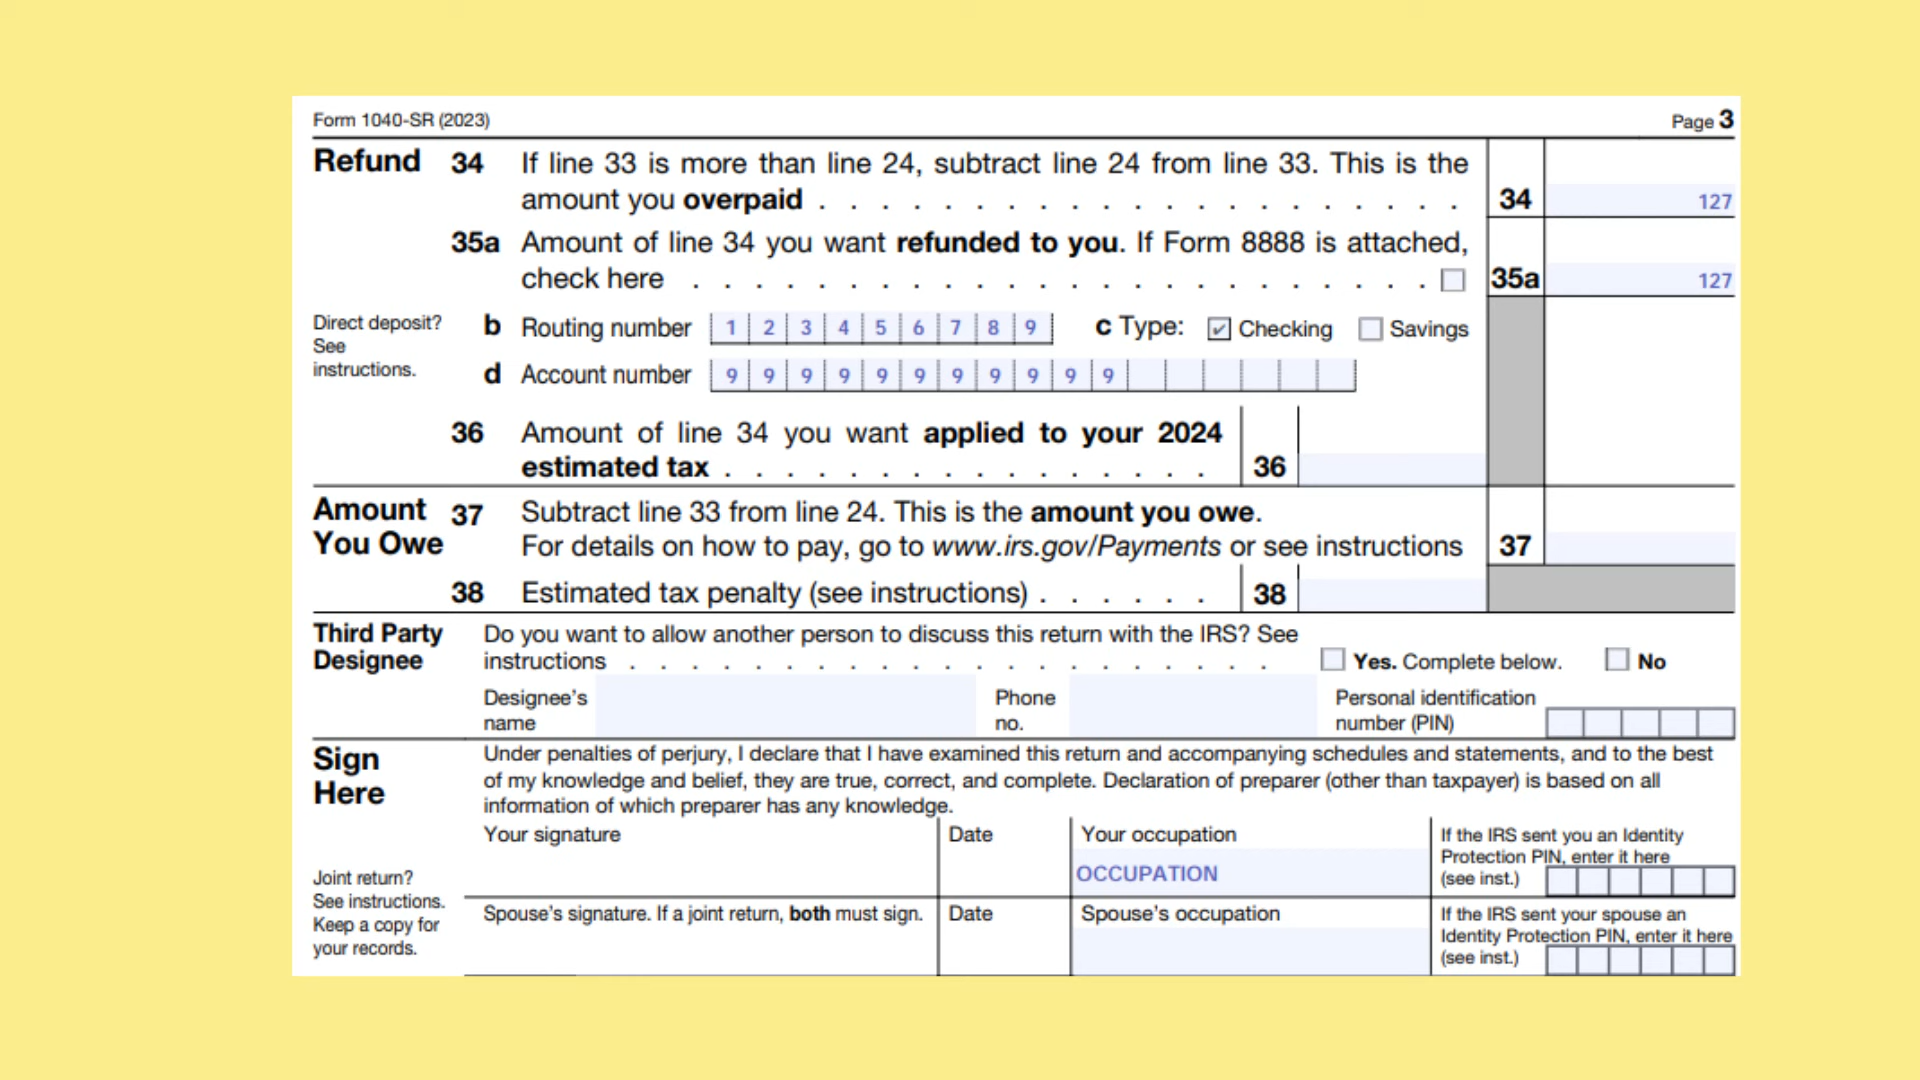 Form 1040-SR (2023) Page 3
Refund 34 If line 33 is more than line 24, subtract line 24 from line 33. This is the
amount you overpaid . . . . . . . . . . . . . . . . . . . . . 34 127
35a Amount of line 34 you want refunded to you. If Form 8888 is attached,
check here . . . . . . . . . . . . . . . . . . . . . . . . 35a 127
Direct deposit?
See
instructions.
b Routing number 1 2 3 4 5 6 7 8 9 c Type: ✔ Checking Savings
d Account number 9 9 9 9 9 9 9 9 9 9 9
36 Amount of line 34 you want applied to your 2024
estimated tax . . . . . . . . . . . . . . . . 36
Amount
You Owe
37 Subtract line 33 from line 24. This is the amount you owe.
For details on how to pay, go to www.irs.gov/Payments or see instructions 37
38 Estimated tax penalty (see instructions) . . . . . . 38
Third Party
Designee
Do you want to allow another person to discuss this return with the IRS? See
instructions . . . . . . . . . . . . . . . . . . . . . Yes. Complete below. No
Designee's
name
Phone
no.
Personal identification
number (PIN)
Sign
Here
Under penalties of perjury, I declare that I have examined this return and accompanying schedules and statements, and to the best
of my knowledge and belief, they are true, correct, and complete. Declaration of preparer (other than taxpayer) is based on all
information of which preparer has any knowledge.
Joint return?
See instructions.
Keep a copy for
your records.
Your signature
Date
Your occupation
OCCUPATION
If the IRS sent you an Identity
Protection PIN, enter it here
(see inst.)
Spouse's signature. If a joint return, both must sign.
Date
Spouse's occupation
If the IRS sent your spouse an
Identity Protection PIN, enter it here
(see inst.)